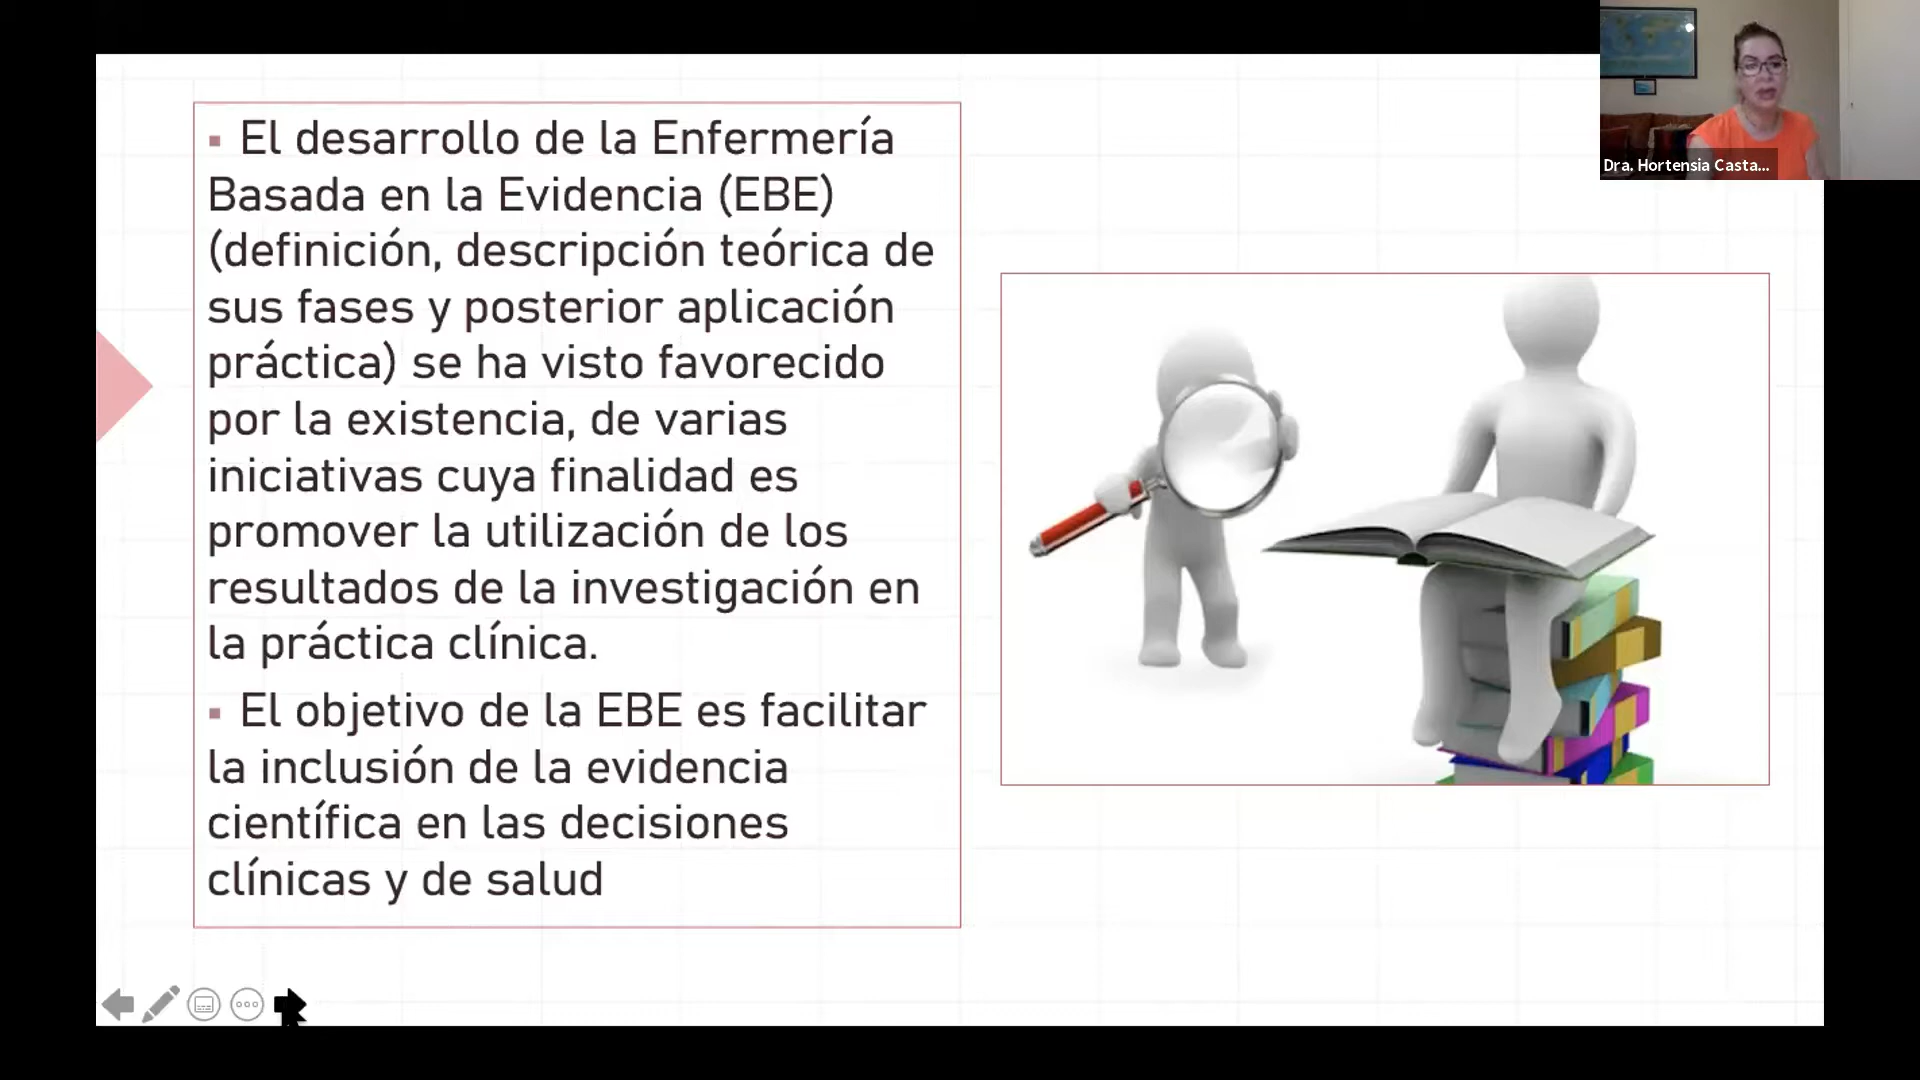 ▪ El desarrollo de la Enfermería
Basada en la Evidencia (EBE)
(definición, descripción teórica de
sus fases y posterior aplicación
práctica) se ha visto favorecido
por la existencia, de varias
iniciativas cuya finalidad es
promover la utilización de los
resultados de la investigación en
la práctica clínica.
▪ El objetivo de la EBE es facilitar
la inclusión de la evidencia
científica en las decisiones
clínicas y de salud
Dra. Hortensia Casta...